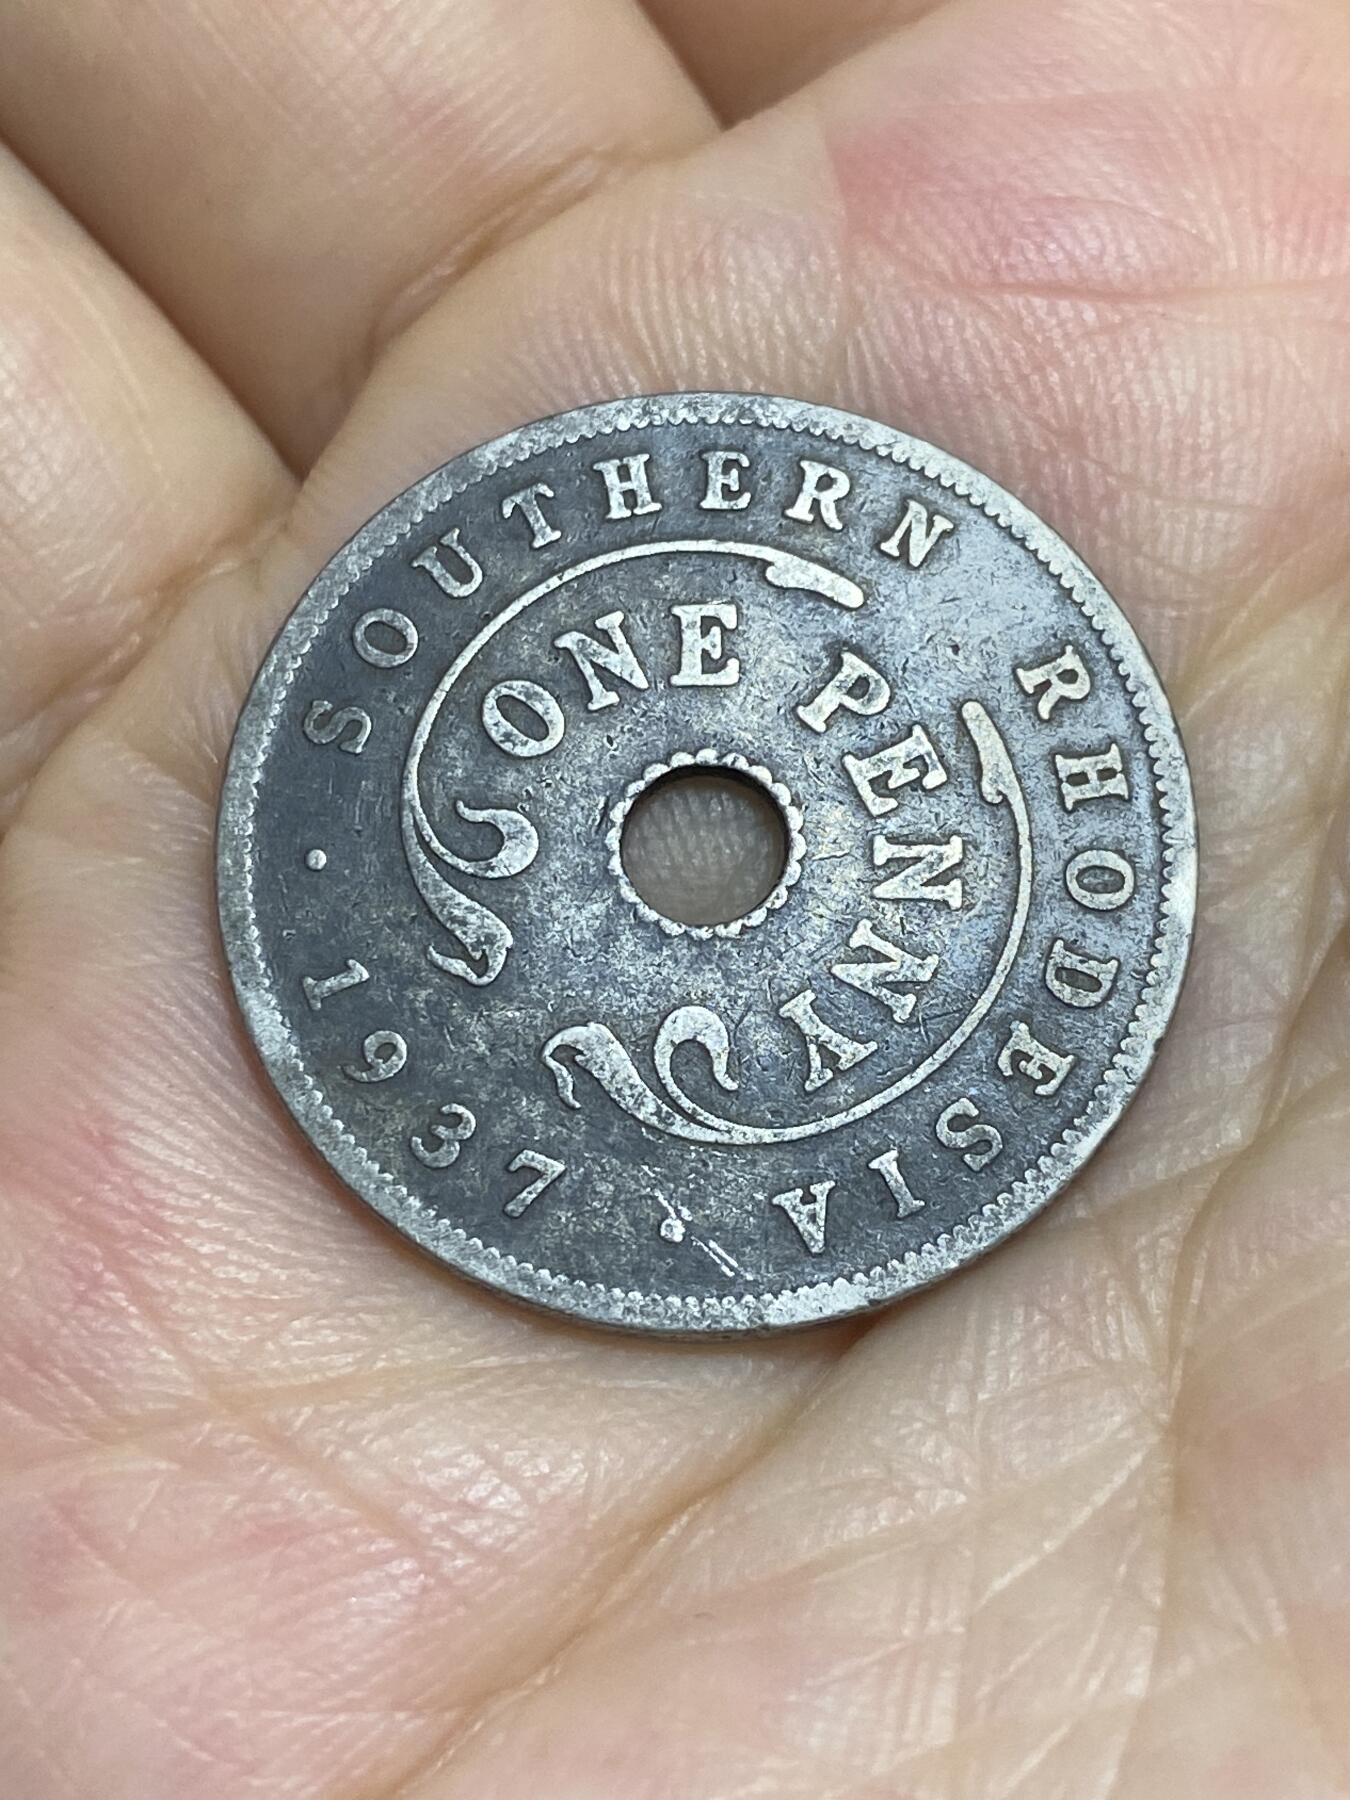 SOUTHERN RHODESIA
ONE PENNY
· 1937 ·